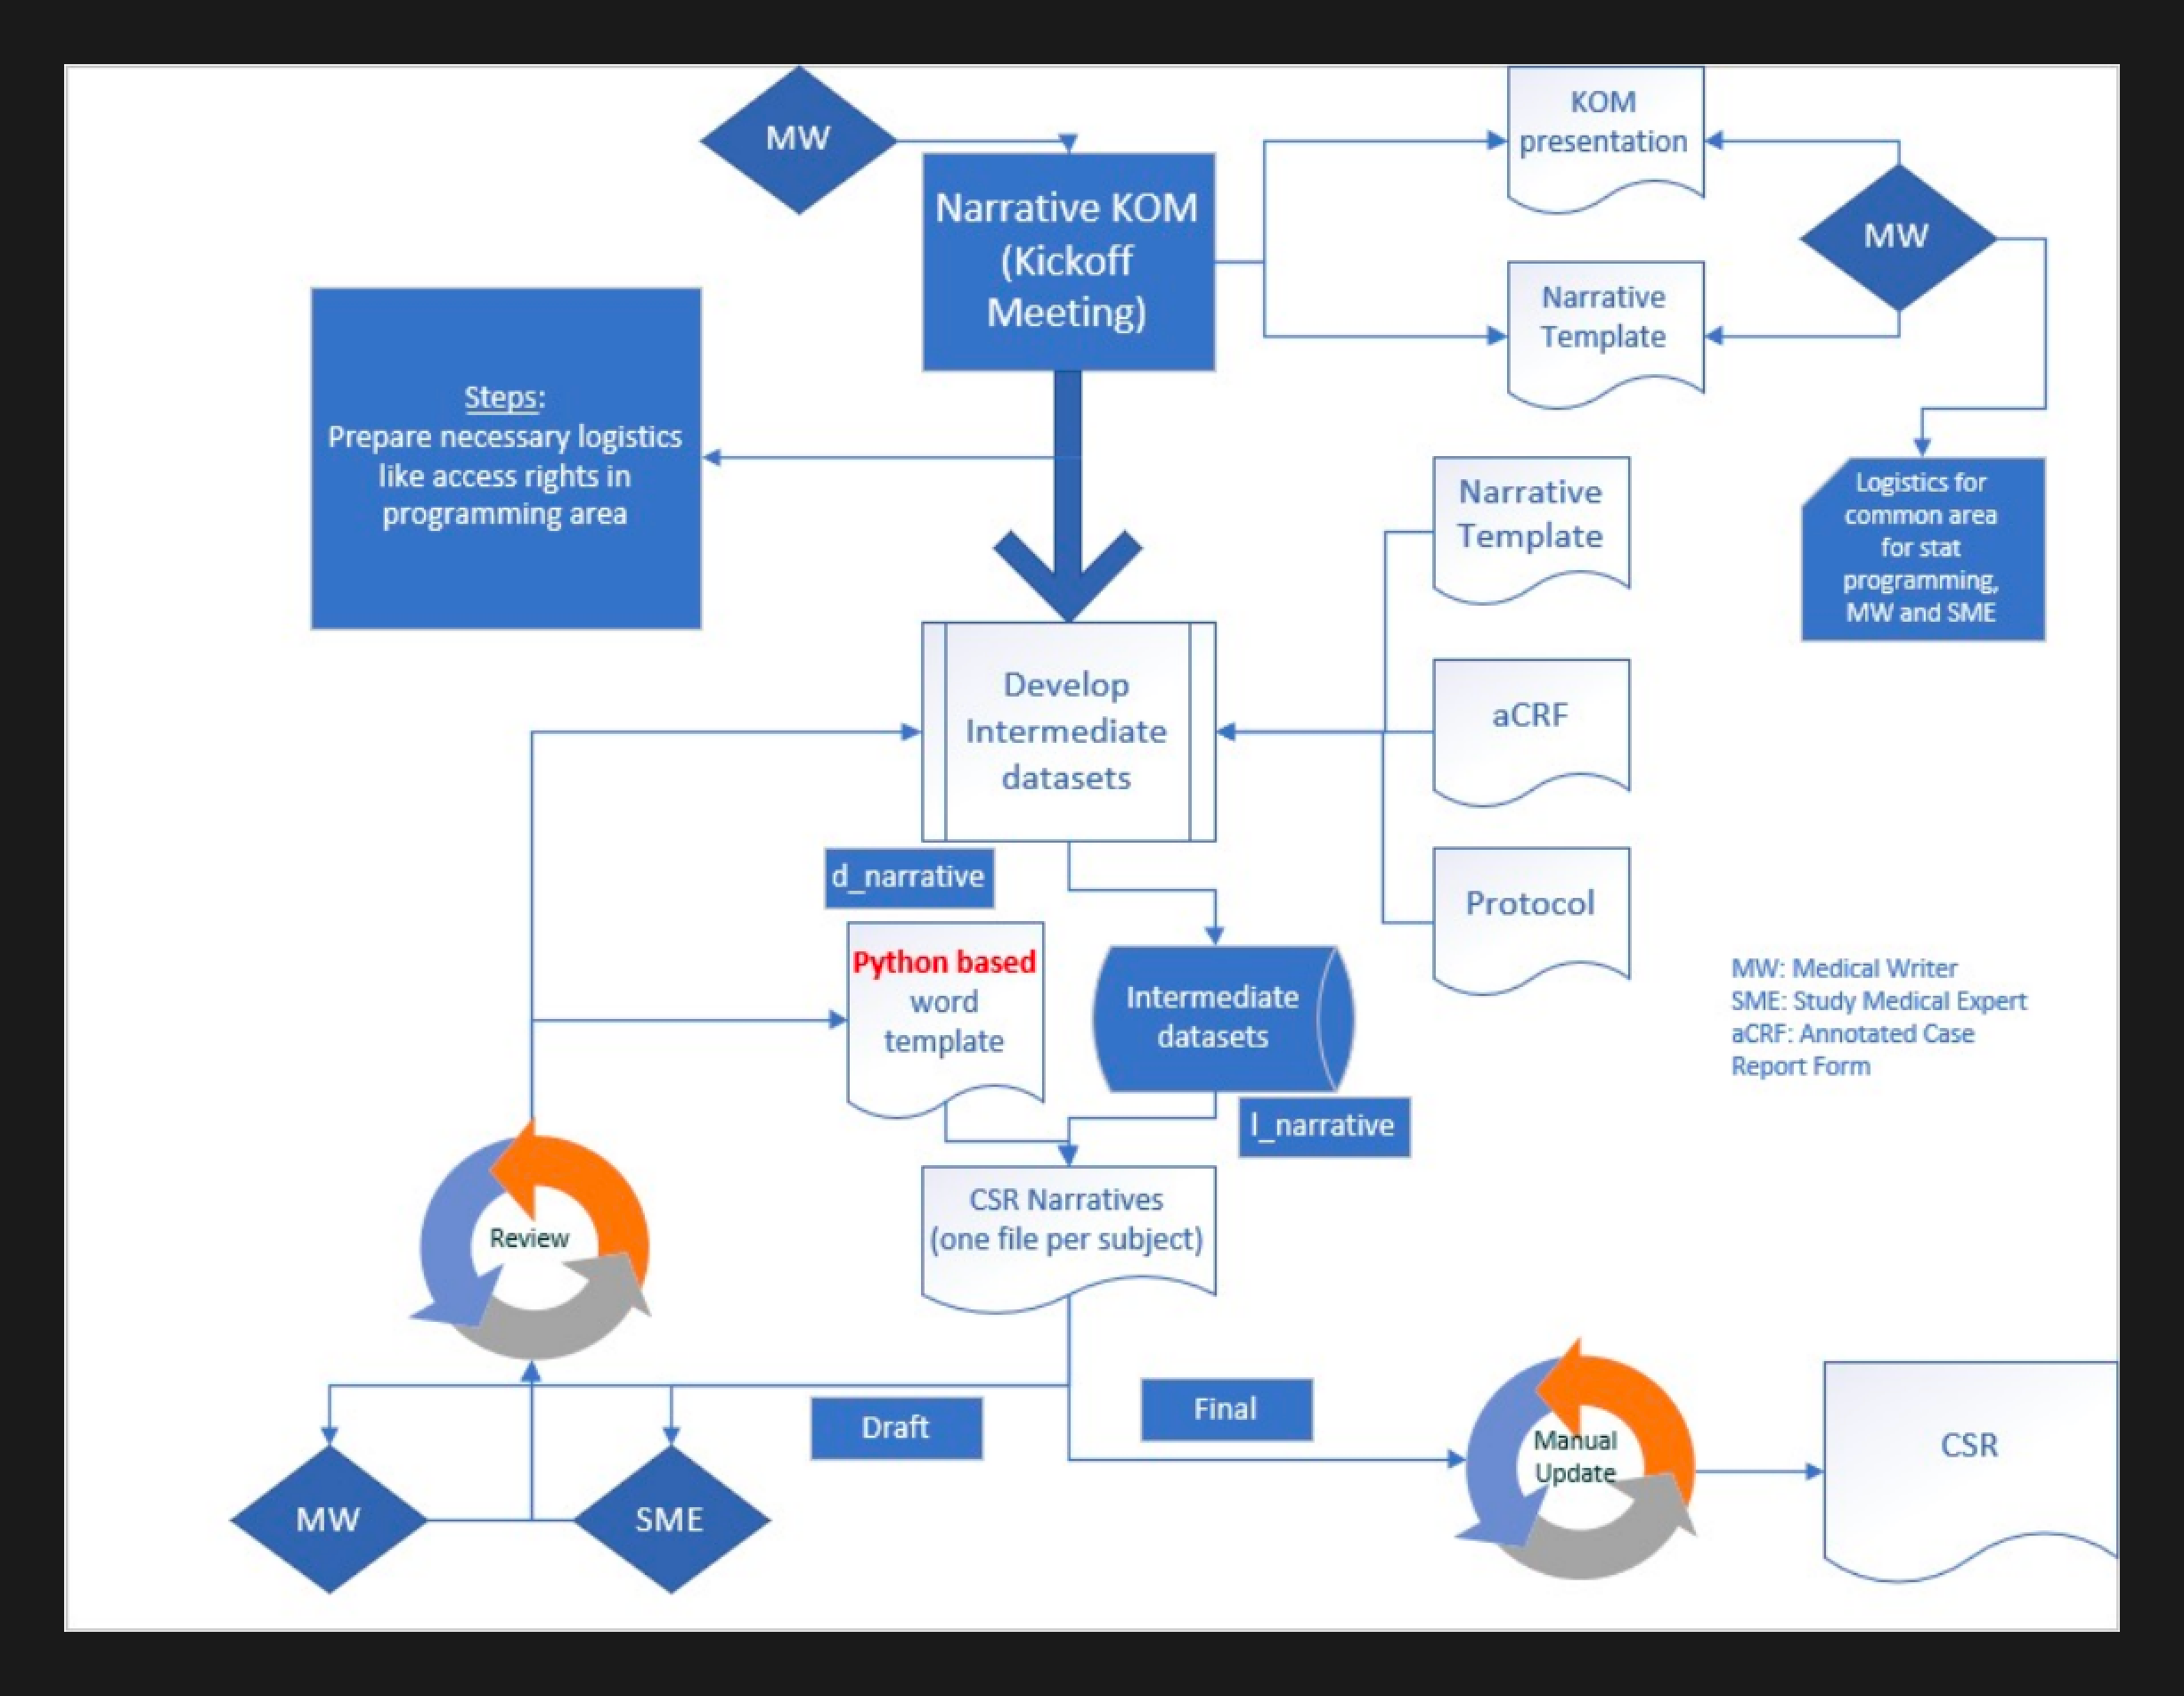 MW
KOM
presentation
Narrative KOM
(Kickoff
Meeting)
MW
Narrative
Template
Steps:
Prepare necessary logistics
like access rights in
programming area
Narrative
Template
Logistics for
common area
for stat
programming,
MW and SME
Develop
Intermediate
datasets
aCRF
d_narrative
Protocol
Python based
word
template
Intermediate
datasets
MW: Medical Writer
SME: Study Medical Expert
aCRF: Annotated Case
Report Form
l_narrative
CSR Narratives
(one file per subject)
Review
Draft
Final
Manual
Update
CSR
MW
SME